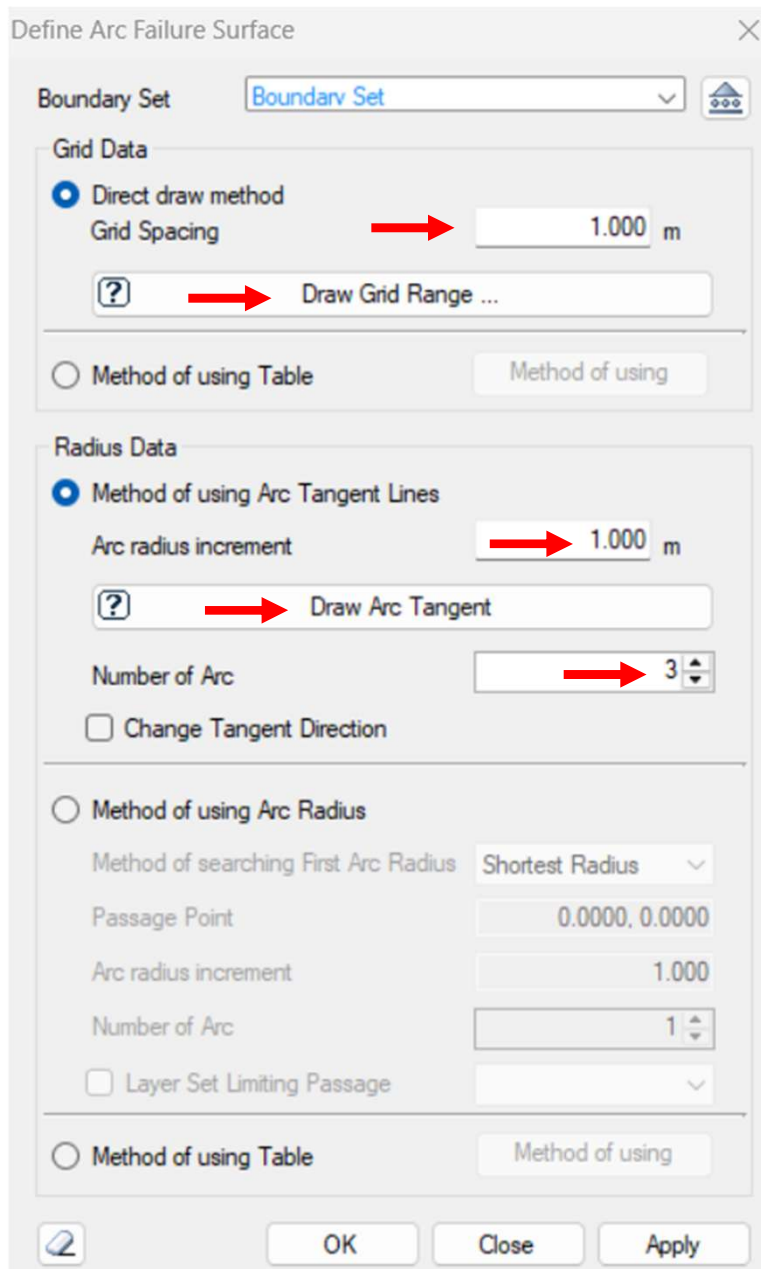 Define Arc Failure Surface
Boundary Set Boundary Set
Grid Data
Direct draw method
Grid Spacing 1.000 m
? Draw Grid Range ...
Method of using Table Method of using
Radius Data
Method of using Arc Tangent Lines
Arc radius increment 1.000 m
? Draw Arc Tangent
Number of Arc 3
Change Tangent Direction
Method of using Arc Radius
Method of searching First Arc Radius Shortest Radius
Passage Point 0.0000, 0.0000
Arc radius increment 1.000
Number of Arc 1
Layer Set Limiting Passage
Method of using Table Method of using
OK Close Apply